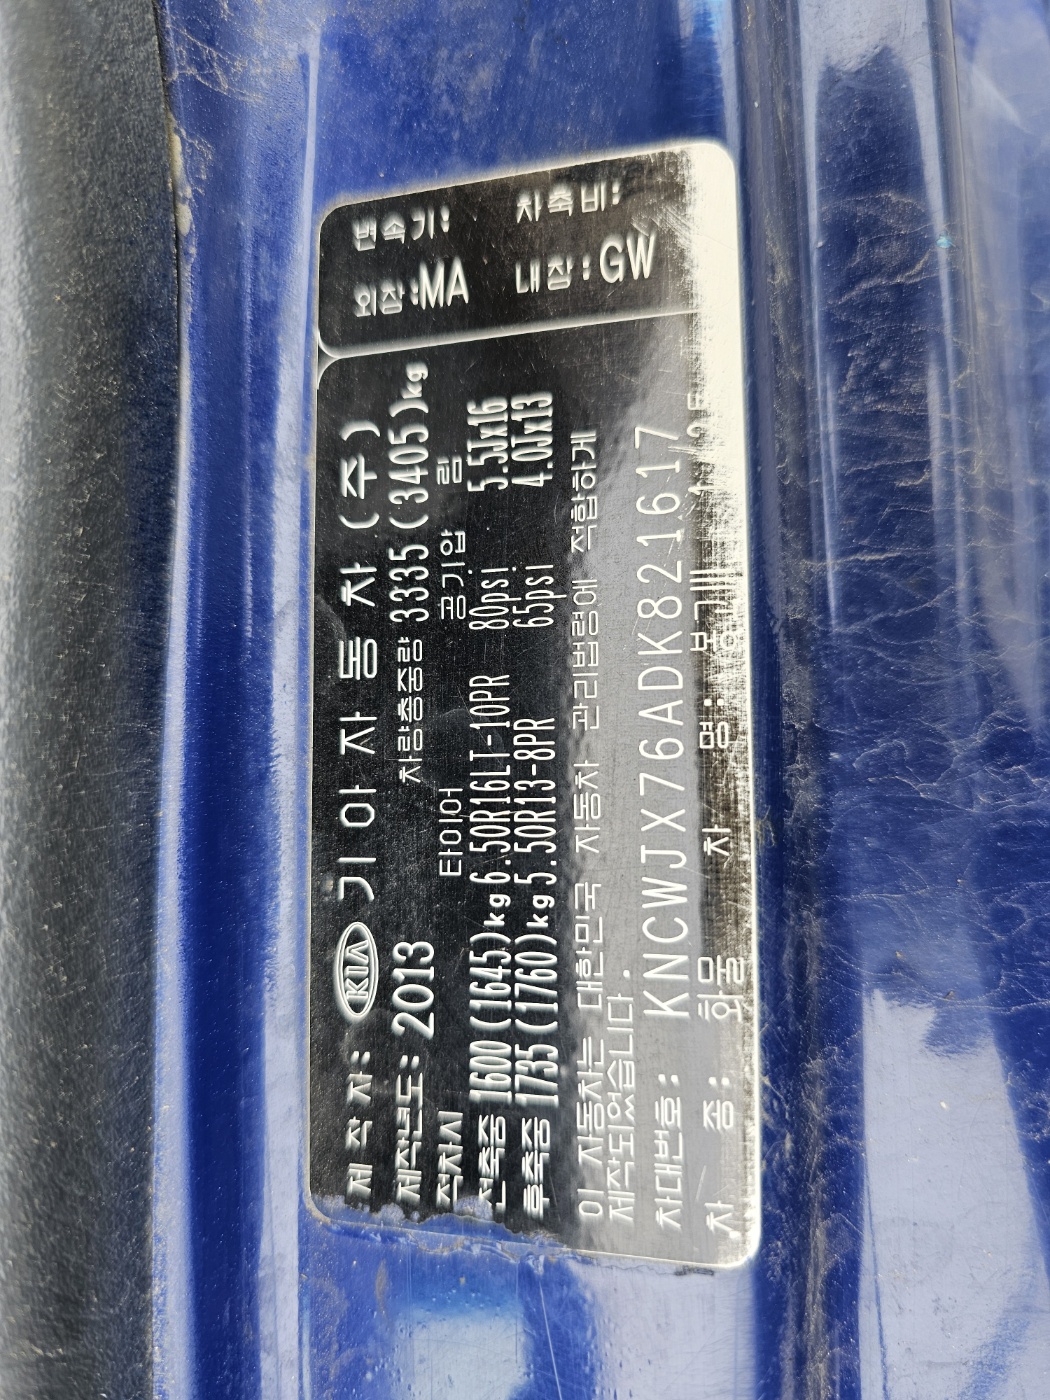 제 작 자: KIA 기아자동차(주)
제작년도: 2013 차량총중량 3335(3405)kg
적차시 타이어 공기압 림
전축중 1600(1645)kg 6.50R16LT-10PR 80psi 5.5Jx16
후축중 1735(1760)kg 5.50R13-8PR 65psi 4.0Jx13
이 자동차는 대한민국 자동차 관리법령에 적합하게
제작되었습니다.
차대번호: KNCWJX76ADK821617
차 종: 화물 차 명: 봉고Ⅲ
변속기: 차축비:
외장:MA 내장:GW